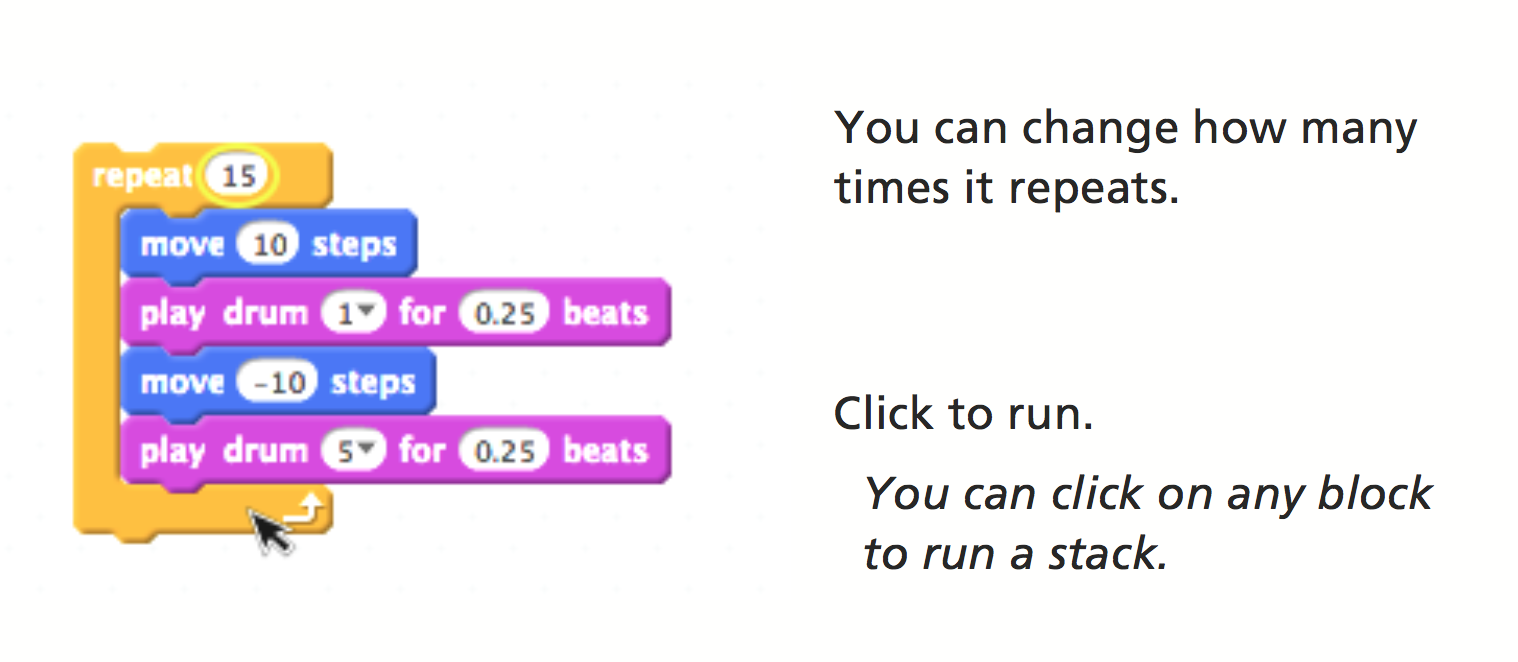 repeat 15
move 10 steps
play drum 1 for 0.25 beats
move -10 steps
play drum 5 for 0.25 beats
You can change how many
times it repeats.
Click to run.
You can click on any block
to run a stack.